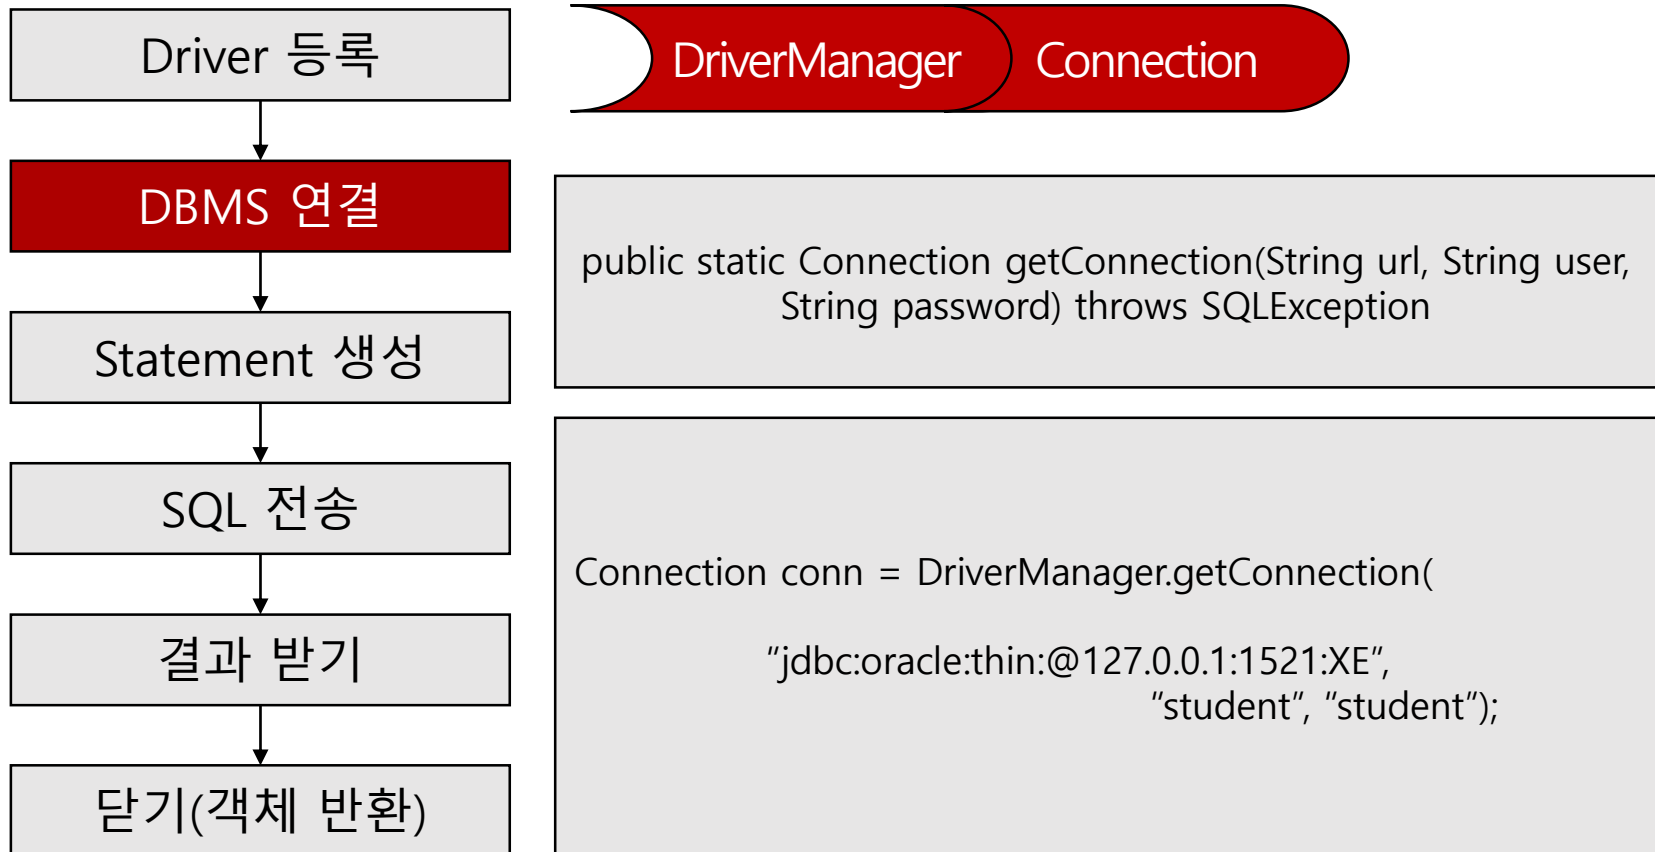 Driver 등록
DBMS 연결
Statement 생성
SQL 전송
결과 받기
닫기(객체 반환)
DriverManager
Connection
public static Connection getConnection(String url, String user,
String password) throws SQLException
Connection conn = DriverManager.getConnection(
“jdbc:oracle:thin:@127.0.0.1:1521:XE”,
“student”, “student”);